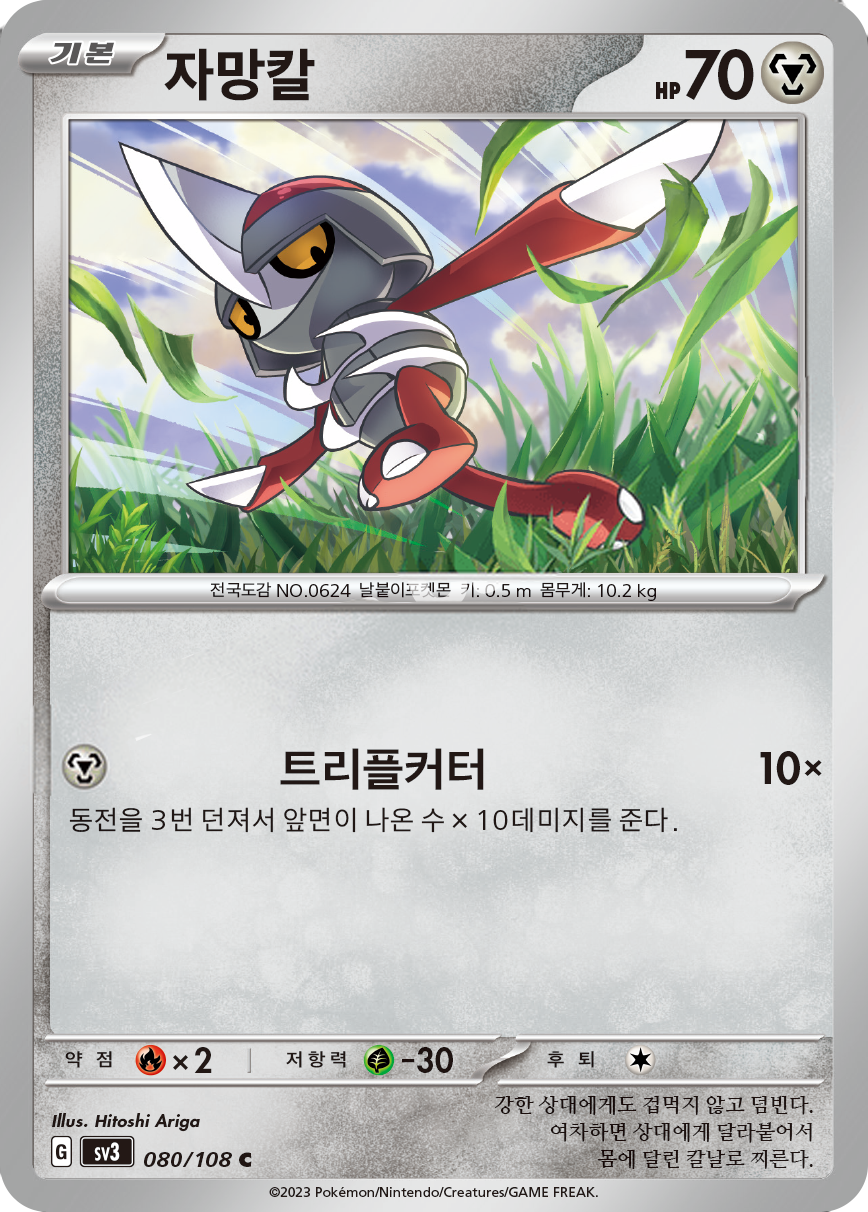 기본 자망칼 HP 70
전국도감 NO.0624 날붙이포켓몬 키: 0.5 m 몸무게: 10.2 kg
트리플커터 10×
동전을 3번 던져서 앞면이 나온 수 × 10데미지를 준다.
약점 ×2 저항력 -30 후퇴
강한 상대에게도 겁먹지 않고 덤빈다.
여차하면 상대에게 달라붙어서
몸에 달린 칼날로 찌른다.
Illus. Hitoshi Ariga
G sv3 080/108 C
©2023 Pokémon/Nintendo/Creatures/GAME FREAK.